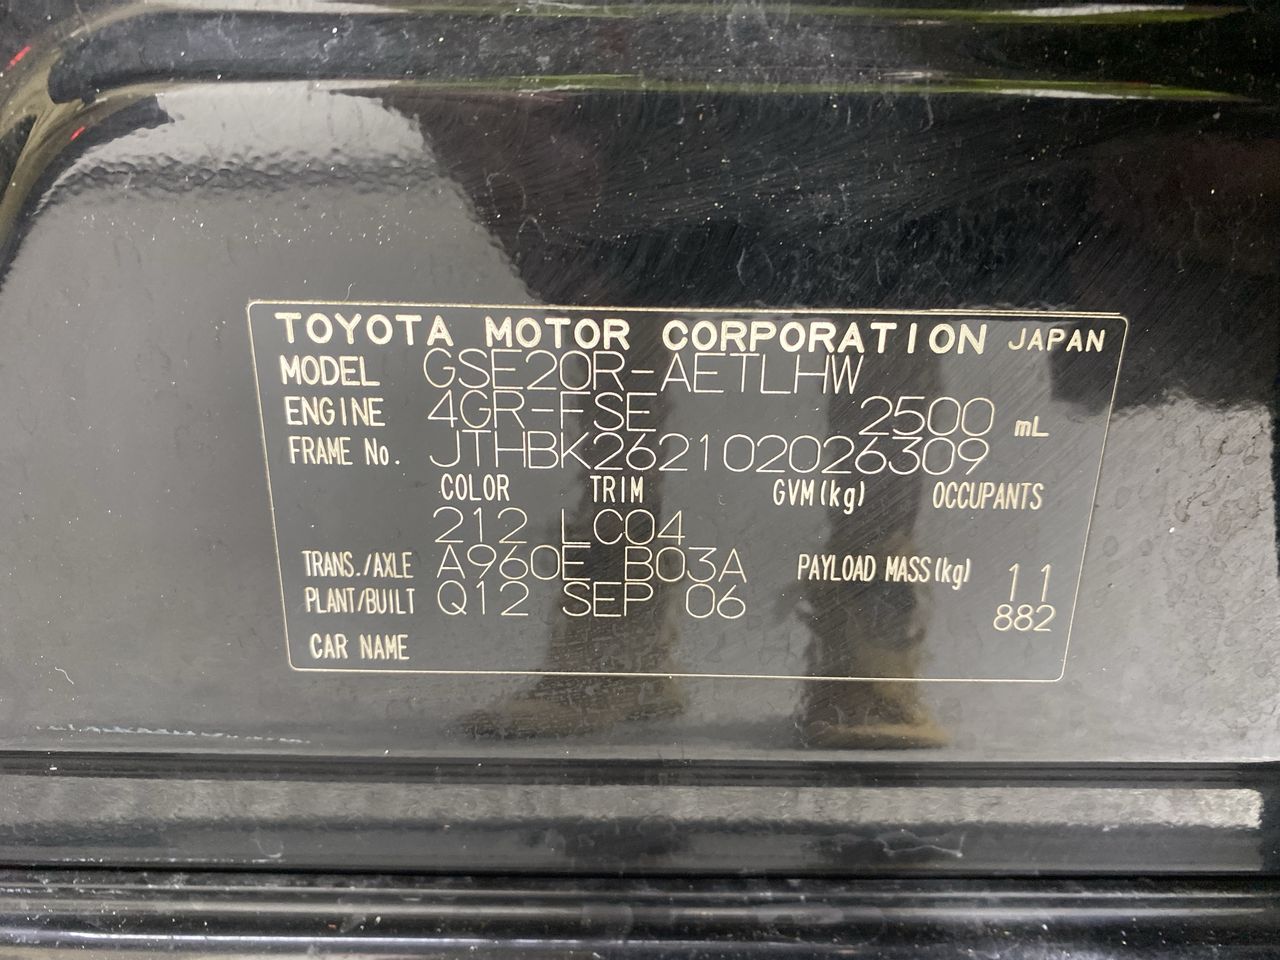 TOYOTA MOTOR CORPORATION JAPAN
MODEL GSE20R-AETLHW
ENGINE 4GR-FSE 2500 mL
FRAME No. JTHBK262102026309
COLOR TRIM GVM(kg) OCCUPANTS
212 LC04
TRANS./AXLE A960E B03A PAYLOAD MASS(kg) 11
PLANT/BUILT Q12 SEP 06 882
CAR NAME